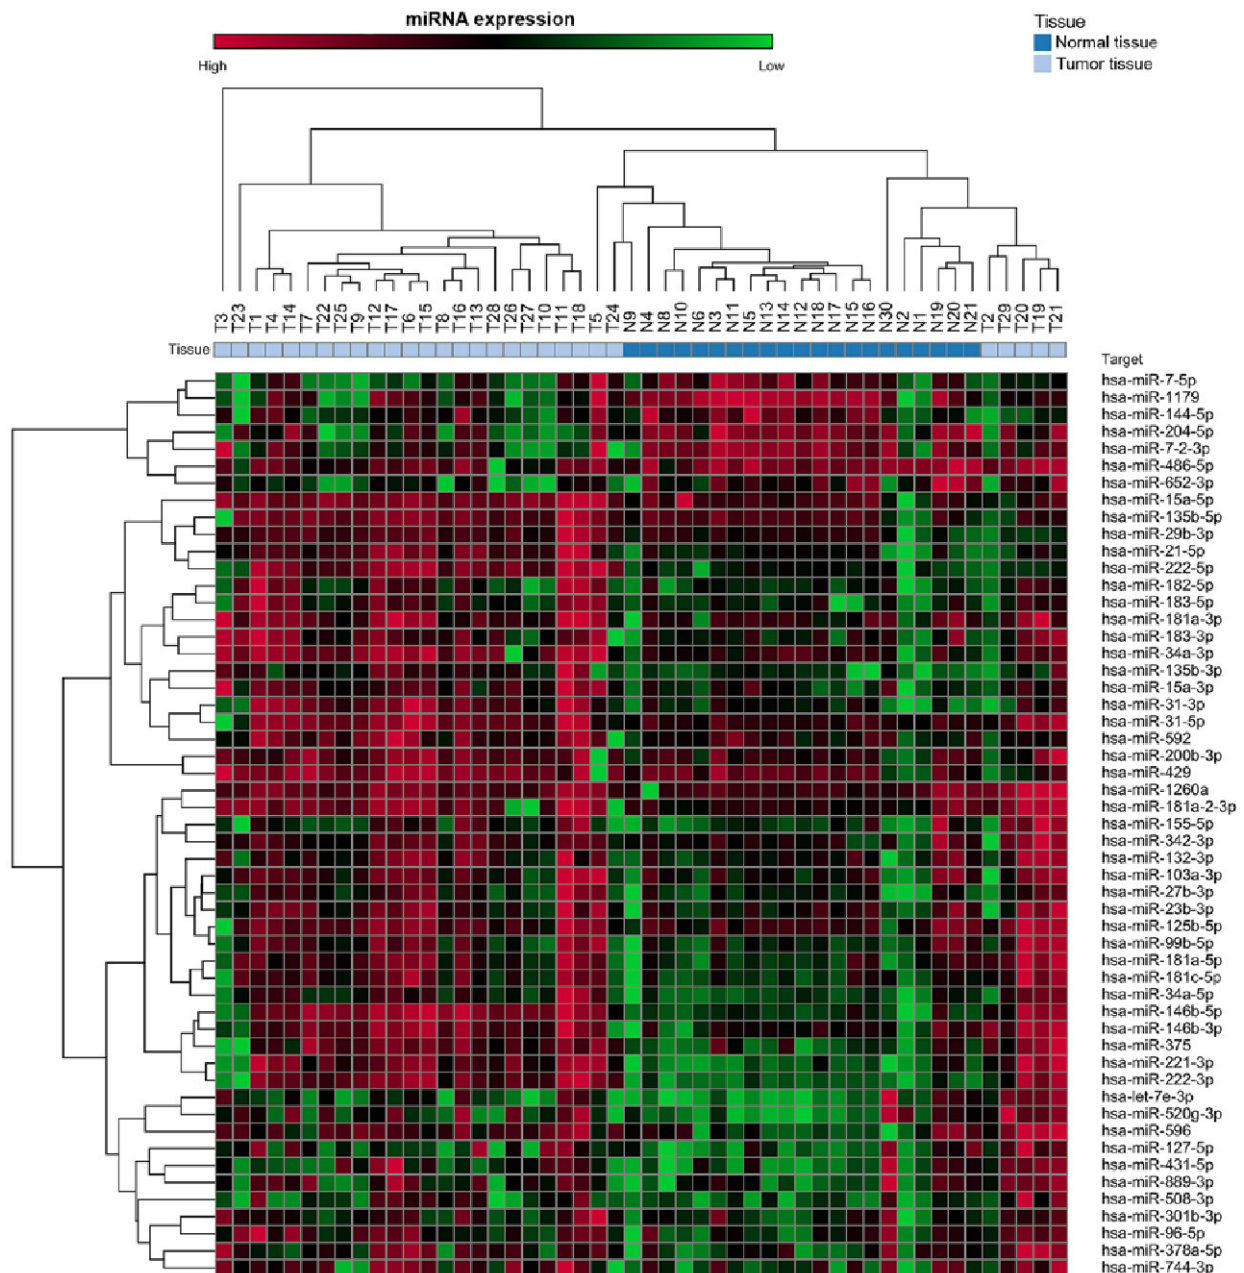 miRNA expression
High
Low
Tissue
Normal tissue
Tumor tissue
T3 T23 T1 T4 T14 T7 T22 T25 T9 T12 T17 T6 T15 T8 T16 T13 T28 T26 T27 T10 T11 T18 T5 T24 N9 N4 N8 N10 N6 N3 N11 N5 N13 N14 N12 N18 N17 N15 N16 N30 N2 N1 N19 N20 N21 T2 T29 T20 T19 T21
Tissue
Target
hsa-miR-7-5p
hsa-miR-1179
hsa-miR-144-5p
hsa-miR-204-5p
hsa-miR-7-2-3p
hsa-miR-486-5p
hsa-miR-652-3p
hsa-miR-15a-5p
hsa-miR-135b-5p
hsa-miR-29b-3p
hsa-miR-21-5p
hsa-miR-222-5p
hsa-miR-182-5p
hsa-miR-183-5p
hsa-miR-181a-3p
hsa-miR-183-3p
hsa-miR-34a-3p
hsa-miR-135b-3p
hsa-miR-15a-3p
hsa-miR-31-3p
hsa-miR-31-5p
hsa-miR-592
hsa-miR-200b-3p
hsa-miR-429
hsa-miR-1260a
hsa-miR-181a-2-3p
hsa-miR-155-5p
hsa-miR-342-3p
hsa-miR-132-3p
hsa-miR-103a-3p
hsa-miR-27b-3p
hsa-miR-23b-3p
hsa-miR-125b-5p
hsa-miR-99b-5p
hsa-miR-181a-5p
hsa-miR-181c-5p
hsa-miR-34a-5p
hsa-miR-146b-5p
hsa-miR-146b-3p
hsa-miR-375
hsa-miR-221-3p
hsa-miR-222-3p
hsa-let-7e-3p
hsa-miR-520g-3p
hsa-miR-596
hsa-miR-127-5p
hsa-miR-431-5p
hsa-miR-889-3p
hsa-miR-508-3p
hsa-miR-301b-3p
hsa-miR-96-5p
hsa-miR-378a-5p
hsa-miR-744-3p